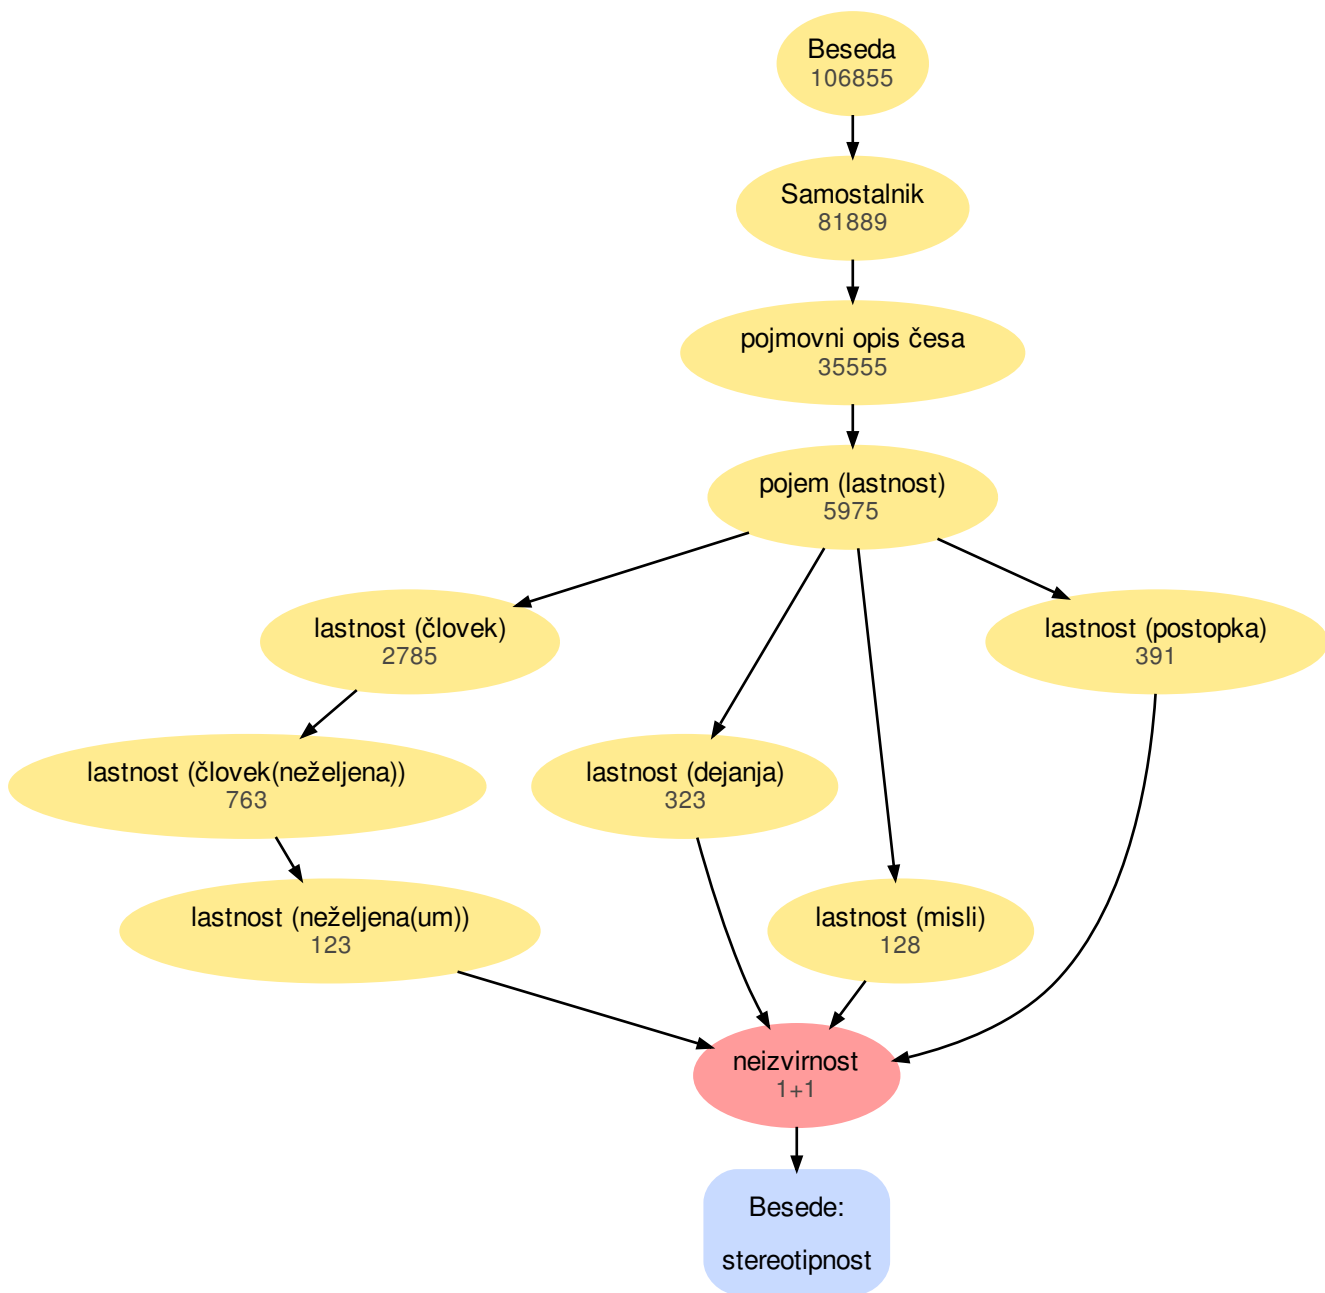 Beseda
106855
Samostalnik
81889
pojmovni opis česa
35555
pojem (lastnost)
5975
lastnost (človek)
2785
lastnost (postopka)
391
lastnost (človek(neželjena))
763
lastnost (dejanja)
323
lastnost (neželjena(um))
123
lastnost (misli)
128
neizvirnost
1+1
Besede:
stereotipnost